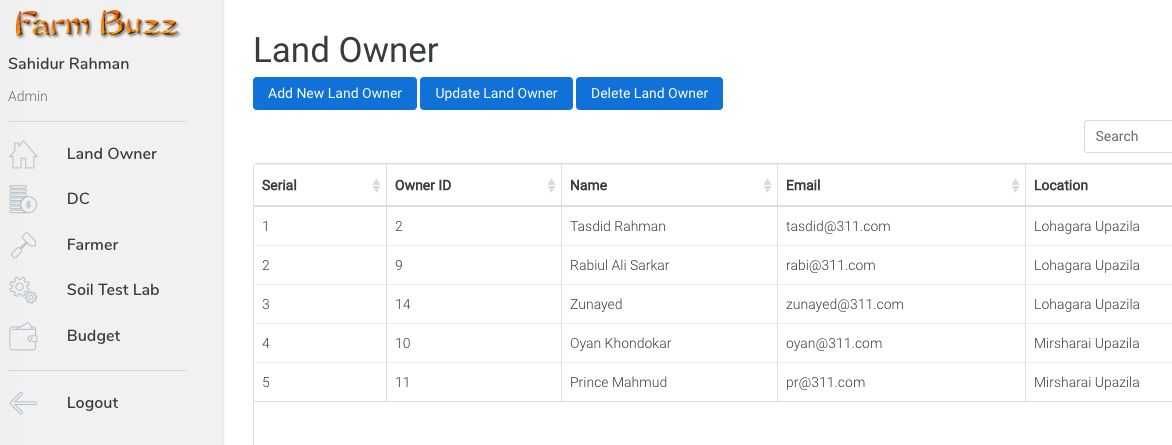 Farm Buzz
Sahidur Rahman
Admin
Land Owner
DC
Farmer
Soil Test Lab
Budget
Logout
Land Owner
Add New Land Owner Update Land Owner Delete Land Owner
Search
Serial Owner ID Name Email Location
1 2 Tasdid Rahman tasdid@311.com Lohagara Upazila
2 9 Rabiul Ali Sarkar rabi@311.com Lohagara Upazila
3 14 Zunayed zunayed@311.com Lohagara Upazila
4 10 Oyan Khondokar oyan@311.com Mirsharai Upazila
5 11 Prince Mahmud pr@311.com Mirsharai Upazila